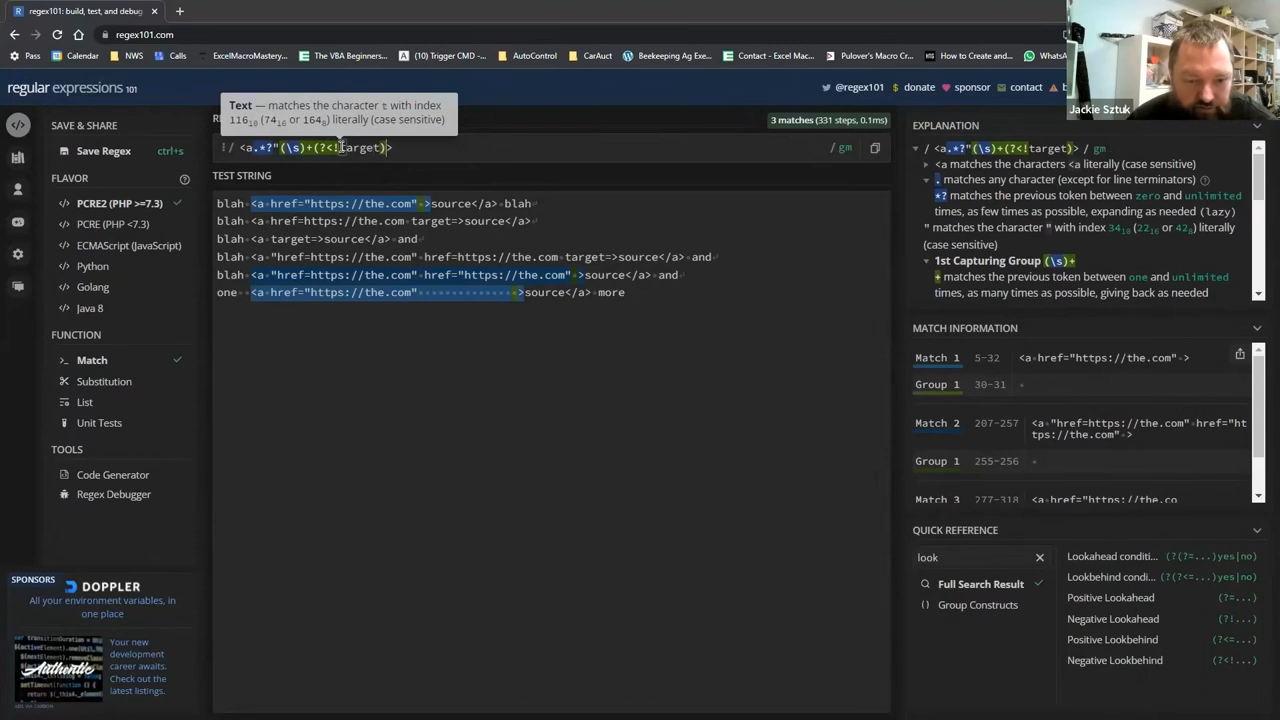 regex101: build, test, and debug
regex101.com
Pass
Calendar
NWS
Calls
ExcelMacroMastery...
The VBA Beginners...
(10) Trigger CMD -...
AutoControl
CarAuct
Beekeeping Ag Exe...
Contact - Excel Mac...
Pulover's Macro Cr...
How to Create and...
WhatsA
regular expressions 101
@regex101
donate
sponsor
contact
Jackie Sztuk
SAVE & SHARE
Save Regex
ctrl+s
FLAVOR
PCRE2 (PHP >=7.3)
PCRE (PHP <7.3)
ECMAScript (JavaScript)
Python
Golang
Java 8
FUNCTION
Match
Substitution
List
Unit Tests
TOOLS
Code Generator
Regex Debugger
SPONSORS
DOPPLER
All your environment variables, in
one place
Authentic
Your new
development
career awaits.
Check out the
latest listings.
ADS VIA CARBON
Text — matches the character t with index
116₁₀ (74₁₆ or 164₈) literally (case sensitive)
3 matches (331 steps, 0.1ms)
/ <a.*?"(\s)+(?<!target)> / gm
TEST STRING
blah <a href="https://the.com" >source</a> blah
blah <a href=https://the.com target=>source</a>
blah <a target=>source</a> and
blah <a href=https://the.com href=https://the.com target=>source</a> and
blah <a "href=https://the.com" href="https://the.com" >source</a> and
one <a href="https://the.com" >source</a> more
EXPLANATION
/ <a.*?"(\s)+(?<!target)> / gm
<a matches the characters <a literally (case sensitive)
. matches any character (except for line terminators)
*? matches the previous token between zero and unlimited
times, as few times as possible, expanding as needed (lazy)
" matches the character " with index 34₁₀ (22₁₆ or 42₈) literally
(case sensitive)
1st Capturing Group (\s)+
+ matches the previous token between one and unlimited
times, as many times as possible, giving back as needed
MATCH INFORMATION
Match 1 5-32 <a href="https://the.com" >
Group 1 30-31
Match 2 207-257 <a "href=https://the.com" href="ht
tps://the.com" >
Group 1 255-256
Match 3 277-318 <a href="https://the.co
QUICK REFERENCE
look
Full Search Result
Group Constructs
Lookahead conditi... (?(?=...)yes|no)
Lookbehind condi... (?(?<=...)yes|no)
Positive Lookahead (?=...)
Negative Lookahead (?!...)
Positive Lookbehind (?<=...)
Negative Lookbehind (?<!...)